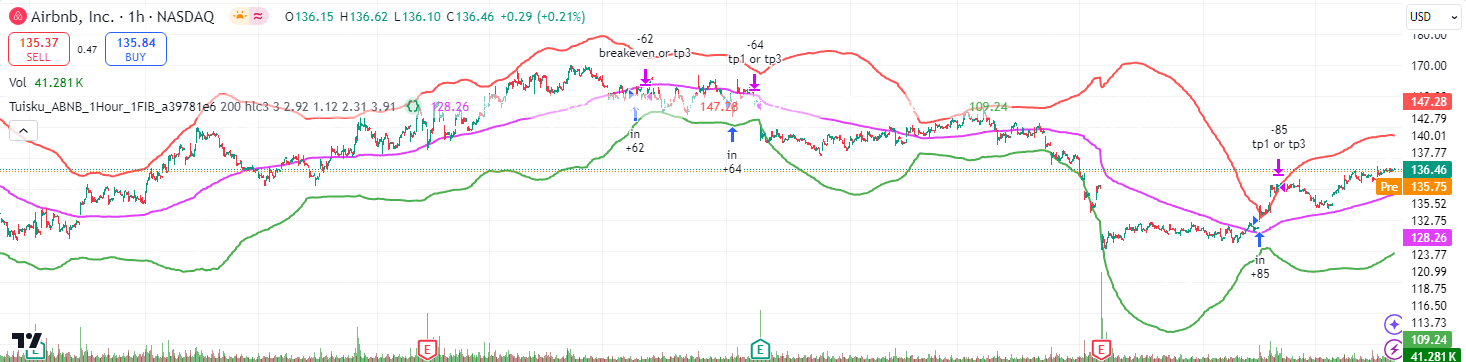 Airbnb, Inc. · 1h · NASDAQ O136.15 H136.62 L136.10 C136.46 +0.29 (+0.21%)
USD
135.37
SELL
0.47
135.84
BUY
Vol 41.281 K
Tuisku_ABNB_1Hour_1FIB_a39781e6 200 hlc3 3 2.92 1.12 2.31 3.91 128.26 147.28 109.24
-62
breakeven or tp3
-64
tp1 or tp3
-85
tp1 or tp3
in
+62
in
+64
in
+85
180.00
170.00
147.28
142.79
140.01
137.77
136.46
Pre 135.75
135.52
132.75
128.26
123.77
120.99
118.75
116.50
113.73
109.24
41.281 K
E
E
E
E